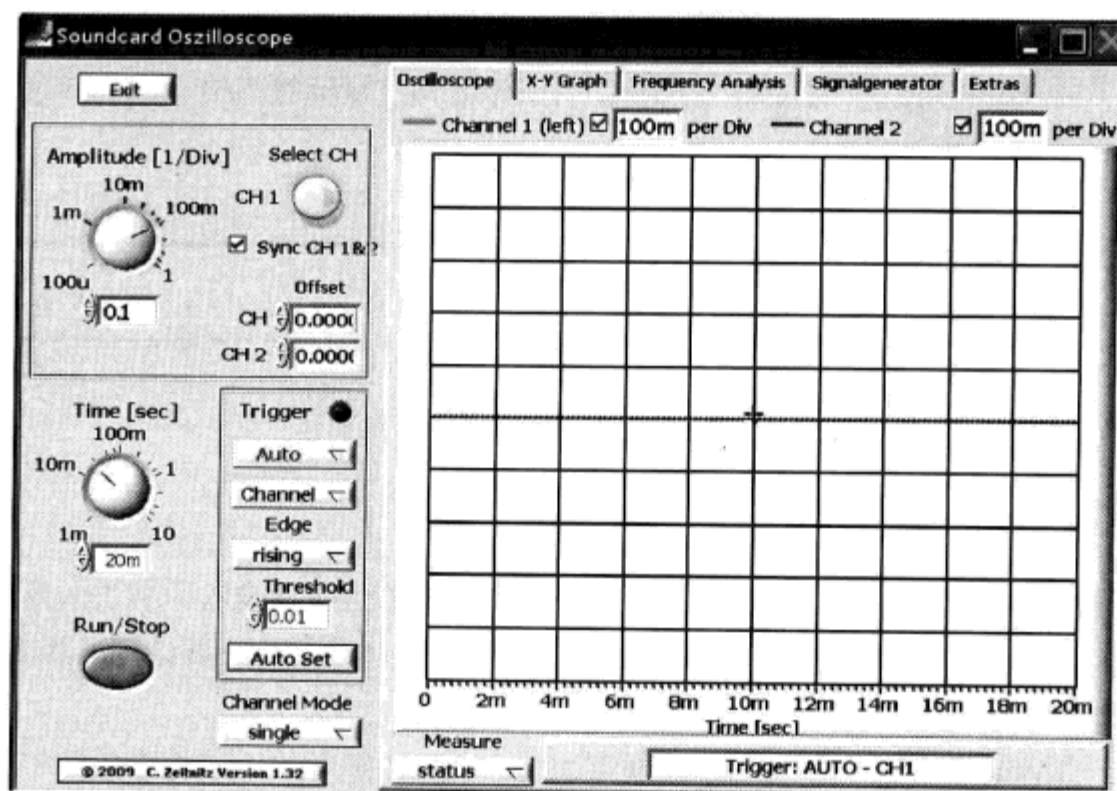 Soundcard Oszilloscope
Exit
Amplitude [1/Div]
Select CH
10m
1m
100m
CH 1
Sync CH 1&2
100u
1
0.1
Offset
CH 0.000(
CH 2 0.000(
Time [sec]
100m
10m
1
1m
10
20m
Run/Stop
Trigger
Auto
Channel
Edge
rising
Threshold
0.01
Auto Set
Channel Mode
single
© 2009 C. Zeitnitz Version 1.32
Oscilloscope X-Y Graph Frequency Analysis Signalgenerator Extras
Channel 1 (left) 100m per Div Channel 2 100m per Div
0 2m 4m 6m 8m 10m 12m 14m 16m 18m 20m
Time [sec]
Measure
status
Trigger: AUTO - CH1